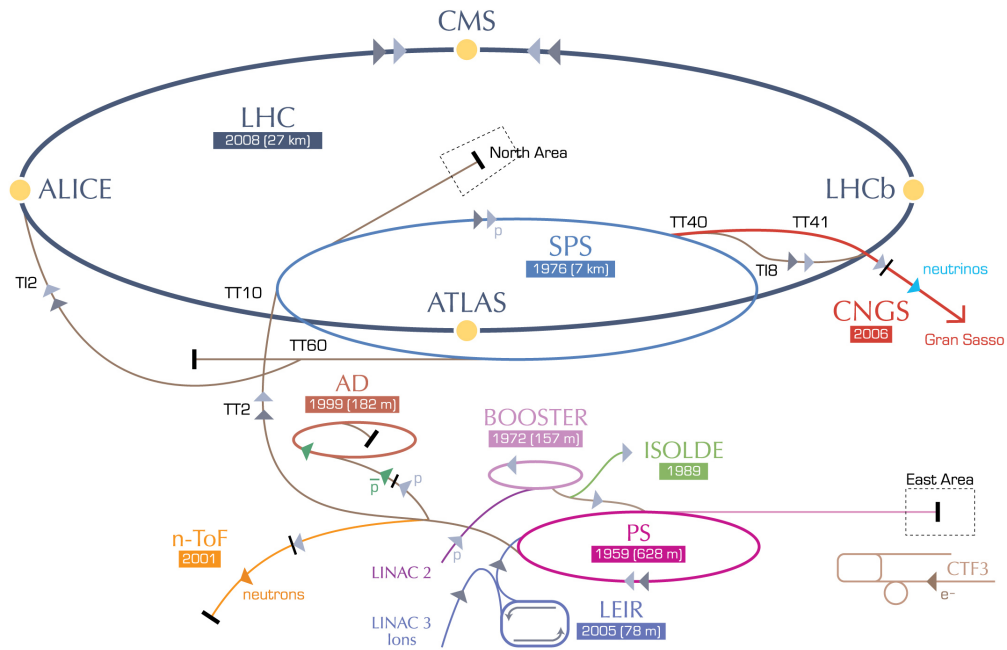 CMS
LHC
2008 (27 km)
North Area
ALICE
LHCb
TT40
TT41
p
SPS
1976 (7 km)
TI8
neutrinos
TI2
TT10
ATLAS
CNGS
2006
Gran Sasso
TT60
AD
1999 (182 m)
TT2
BOOSTER
1972 (157 m)
ISOLDE
1989
p
p
East Area
n-ToF
2001
PS
1959 (628 m)
p
LINAC 2
neutrons
CTF3
e-
LINAC 3
Ions
LEIR
2005 (78 m)